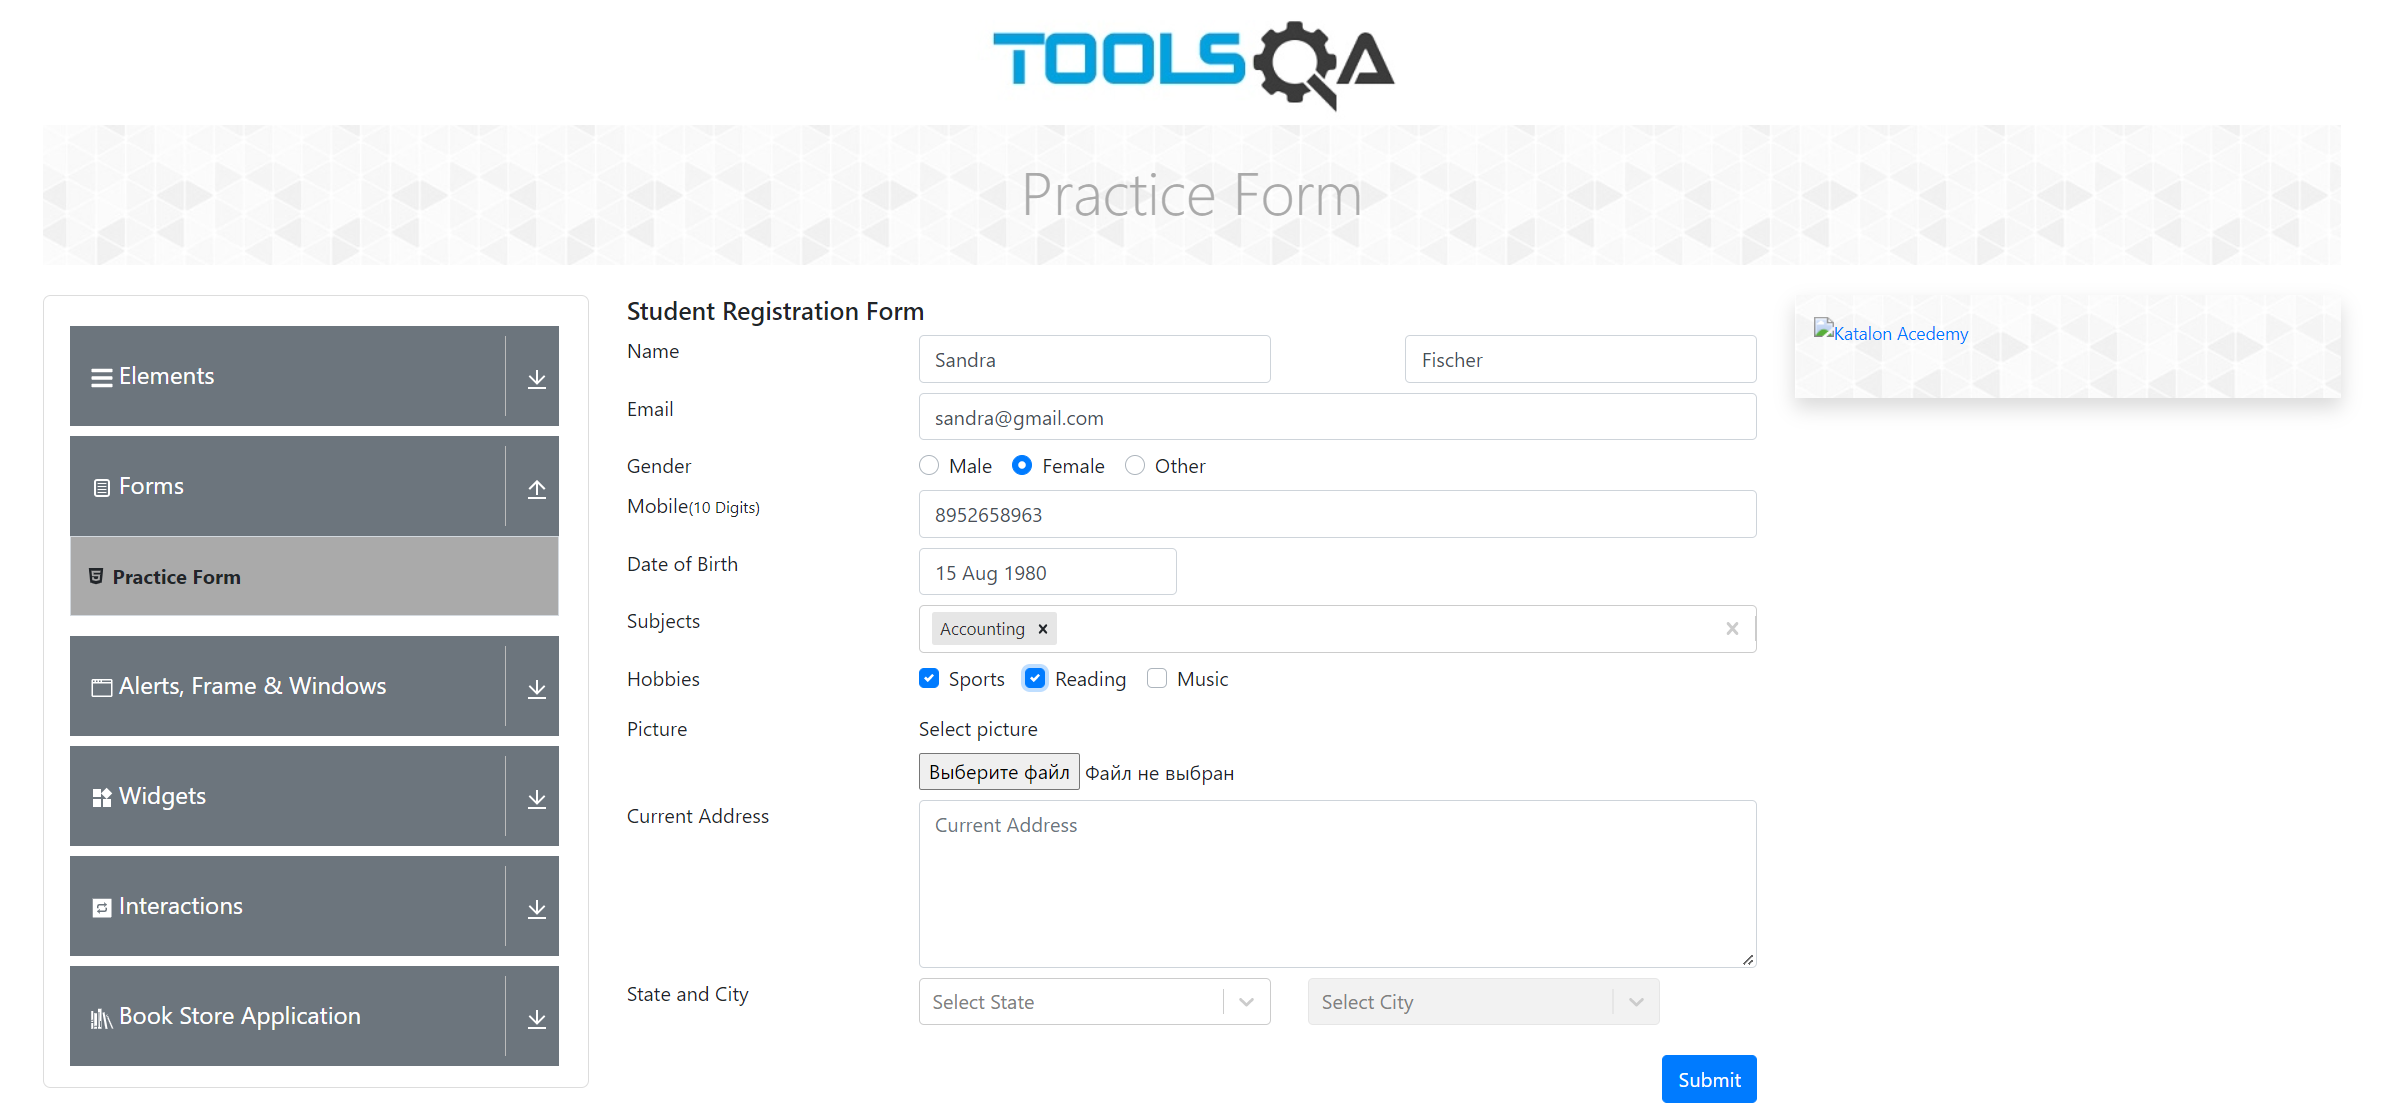 TOOLSQA
Practice Form
Elements
Forms
Practice Form
Alerts, Frame & Windows
Widgets
Interactions
Book Store Application
Student Registration Form
Name
Sandra
Fischer
Email
sandra@gmail.com
Gender
Male Female Other
Mobile(10 Digits)
8952658963
Date of Birth
15 Aug 1980
Subjects
Accounting
Hobbies
Sports Reading Music
Picture
Select picture
Выберите файл Файл не выбран
Current Address
Current Address
State and City
Select State
Select City
Submit
Katalon Acedemy